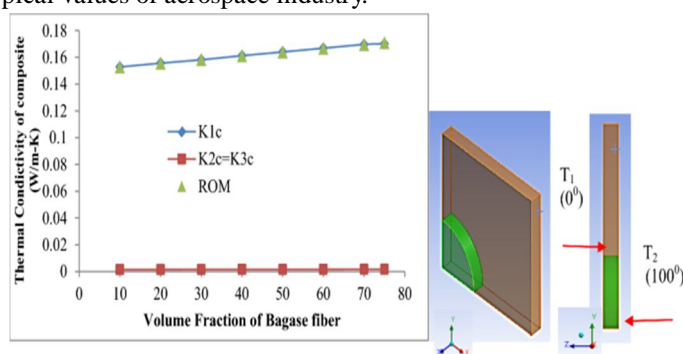 pical values of aerospace industry.
0.18
0.16
0.14
0.12
0.1
0.08
0.06
0.04
0.02
0
Thermal Condictivity of composite
(W/m-K)
K1c
K2c=K3c
ROM
0 10 20 30 40 50 60 70 80
Volume Fraction of Bagase fiber
T1
(0⁰)
T2
(100⁰)
Y
Z
Y
Z